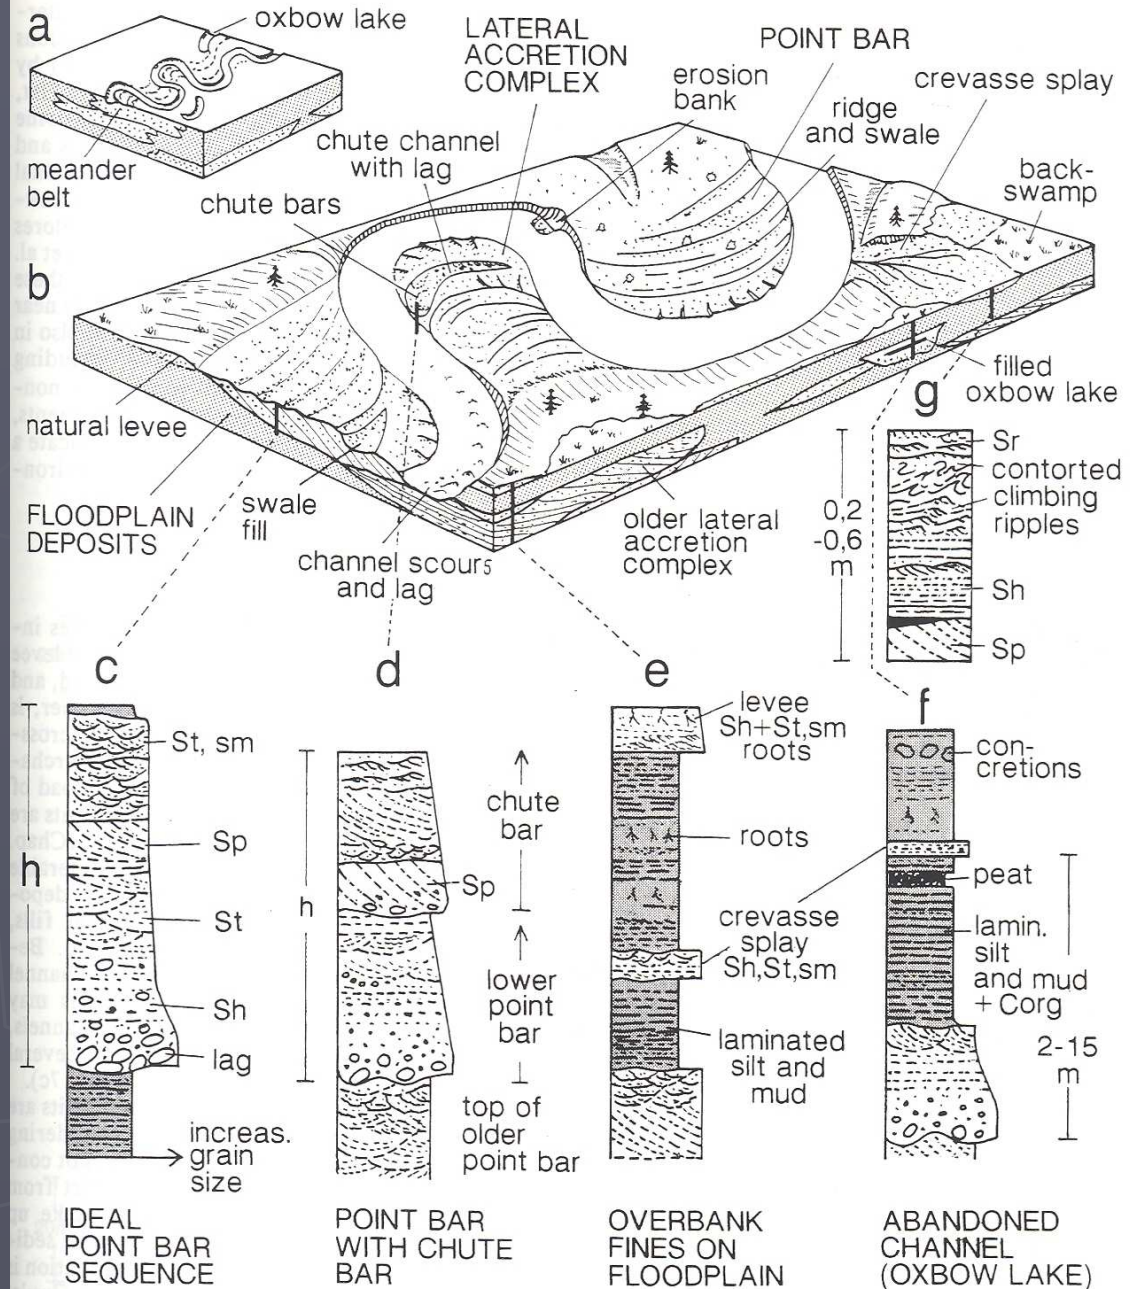 a
oxbow lake
meander
belt
LATERAL
ACCRETION
COMPLEX
POINT BAR
erosion
bank
crevasse splay
ridge
and swale
chute channel
with lag
back-
swamp
chute bars
b
natural levee
filled
oxbow lake
FLOODPLAIN
DEPOSITS
swale
fill
channel scours
and lag
older lateral
accretion
complex
g
Sr
contorted
climbing
ripples
0,2
-0,6
m
Sh
Sp
c
St, sm
Sp
h
St
Sh
lag
increas.
grain
size
IDEAL
POINT BAR
SEQUENCE
d
chute
bar
Sp
h
lower
point
bar
top of
older
point bar
POINT BAR
WITH CHUTE
BAR
e
levee
Sh+St,sm
roots
roots
crevasse
splay
Sh,St,sm
laminated
silt and
mud
OVERBANK
FINES ON
FLOODPLAIN
f
con-
cretions
peat
lamin.
silt
and mud
+ Corg
2-15
m
ABANDONED
CHANNEL
(OXBOW LAKE)